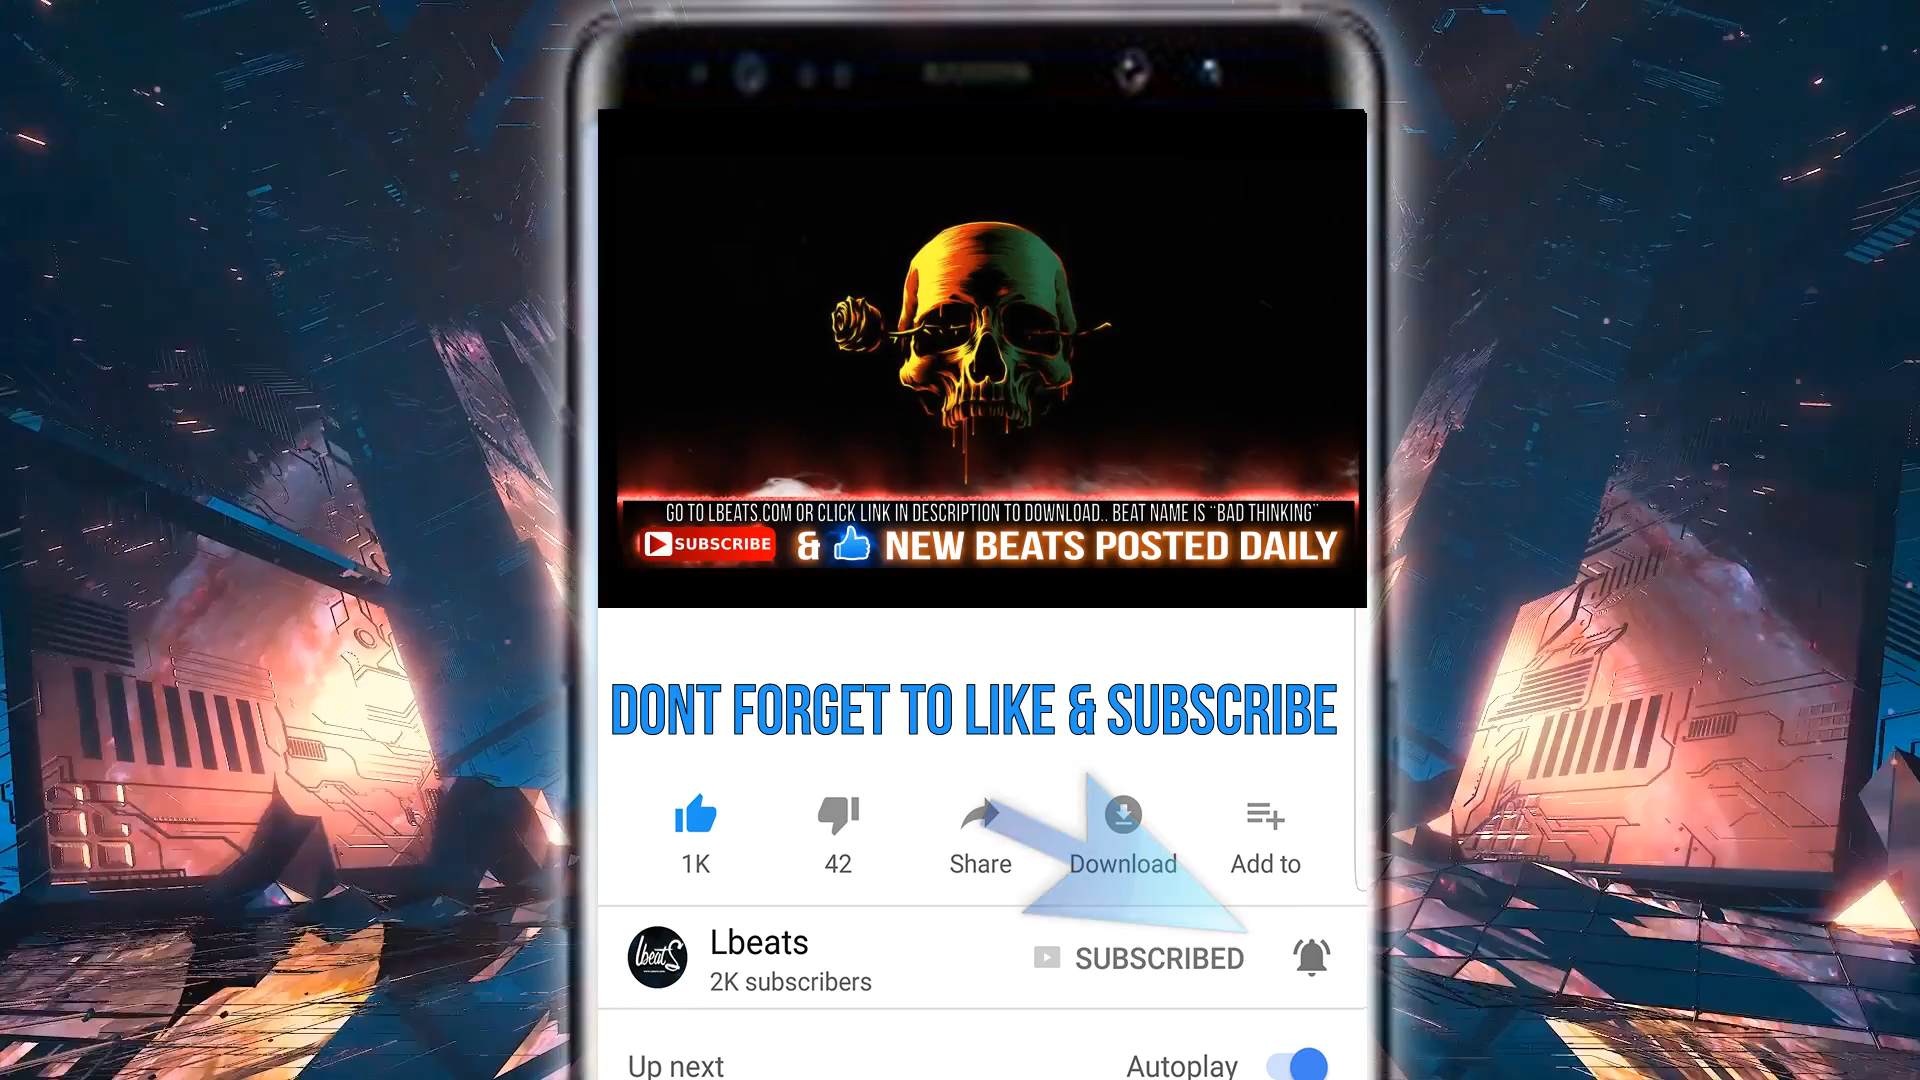 GO TO LBEATS.COM OR CLICK LINK IN DESCRIPTION TO DOWNLOAD.. BEAT NAME IS "BAD THINKING"
SUBSCRIBE & NEW BEATS POSTED DAILY
DONT FORGET TO LIKE & SUBSCRIBE
1K 42 Share Download Add to
lbeats
Lbeats
2K subscribers
SUBSCRIBED
Up next Autoplay